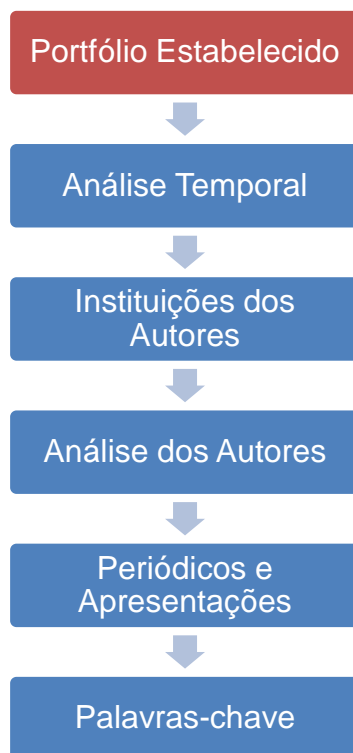 Portfólio Estabelecido
Análise Temporal
Instituições dos
Autores
Análise dos Autores
Periódicos e
Apresentações
Palavras-chave